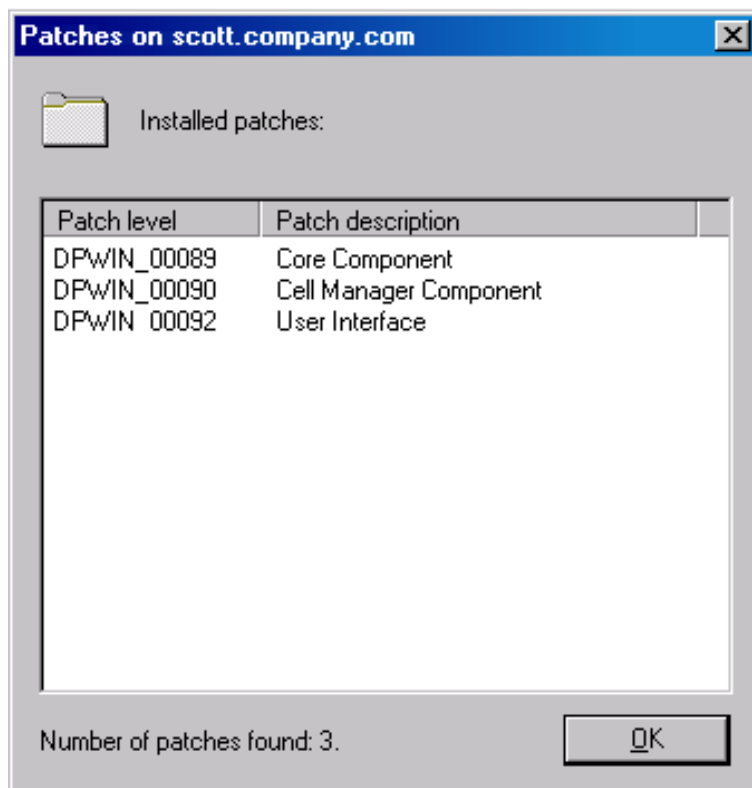 Patches on scott.company.com
Installed patches:
Patch level Patch description
DPWIN_00089 Core Component
DPWIN_00090 Cell Manager Component
DPWIN_00092 User Interface
Number of patches found: 3.
OK